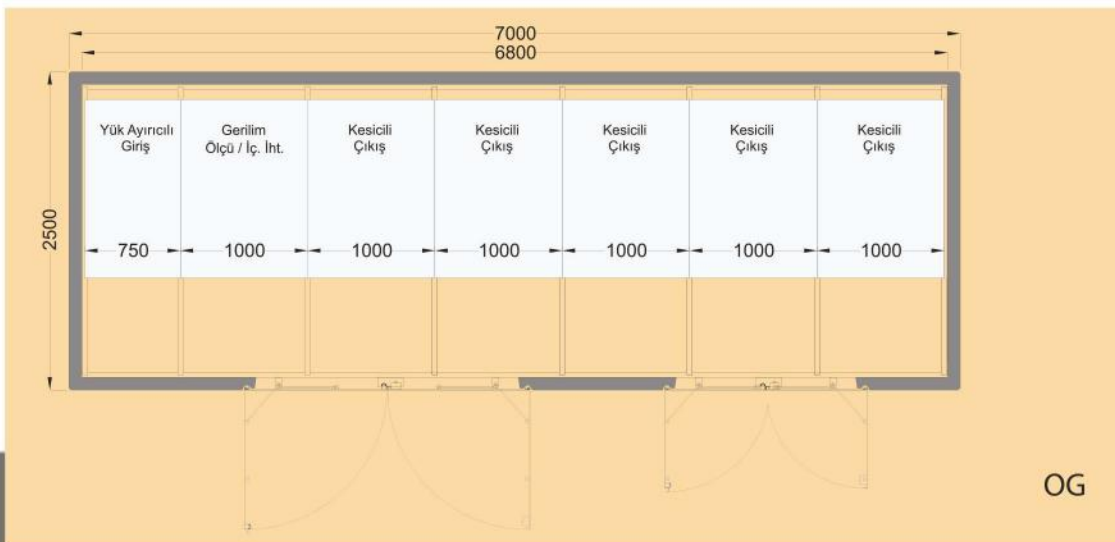 7000
6800
2500
Yük Ayırıcılı
Giriş
Gerilim
Ölçü / İç. İht.
Kesicili
Çıkış
Kesicili
Çıkış
Kesicili
Çıkış
Kesicili
Çıkış
Kesicili
Çıkış
750
1000
1000
1000
1000
1000
1000
OG